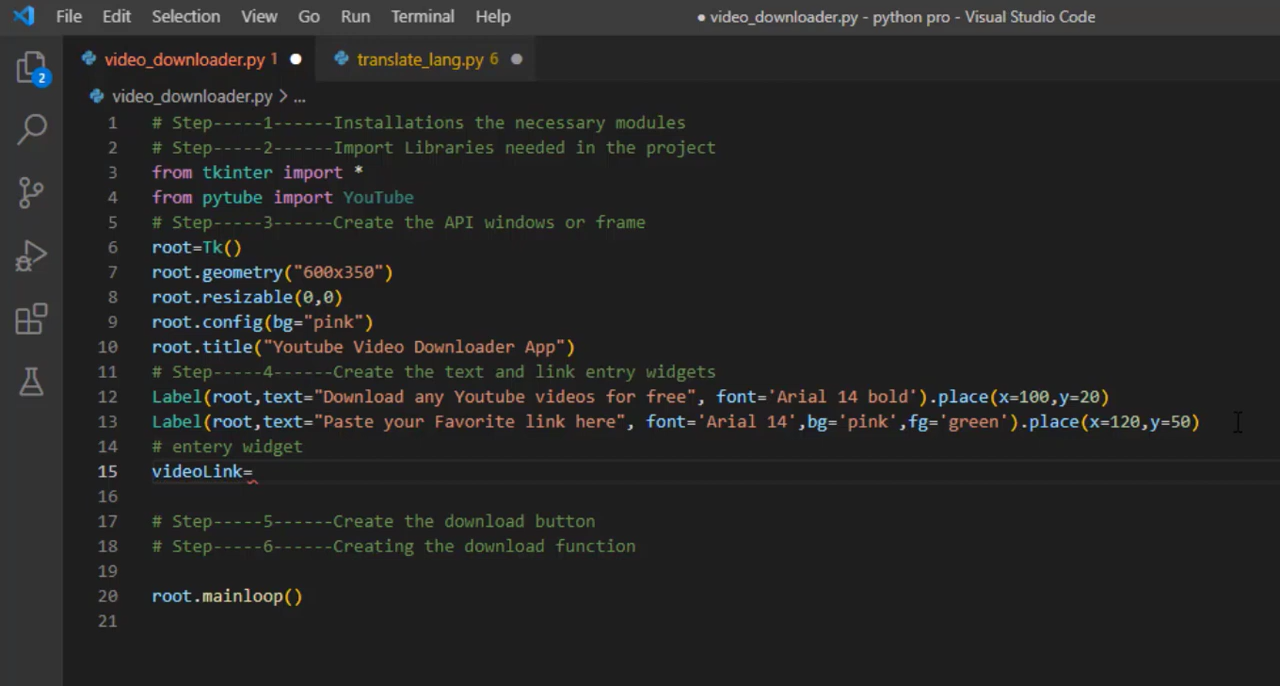 File Edit Selection View Go Run Terminal Help ● video_downloader.py - python pro - Visual Studio Code
video_downloader.py 1 ● translate_lang.py 6 ●
2
video_downloader.py > ...
1 # Step-----1------Installations the necessary modules
2 # Step-----2------Import Libraries needed in the project
3 from tkinter import *
4 from pytube import YouTube
5 # Step-----3------Create the API windows or frame
6 root=Tk()
7 root.geometry("600x350")
8 root.resizable(0,0)
9 root.config(bg="pink")
10 root.title("Youtube Video Downloader App")
11 # Step-----4------Create the text and link entry widgets
12 Label(root,text="Download any Youtube videos for free", font='Arial 14 bold').place(x=100,y=20)
13 Label(root,text="Paste your Favorite link here", font='Arial 14',bg='pink',fg='green').place(x=120,y=50)
14 # entery widget
15 videoLink=
16
17 # Step-----5------Create the download button
18 # Step-----6------Creating the download function
19
20 root.mainloop()
21